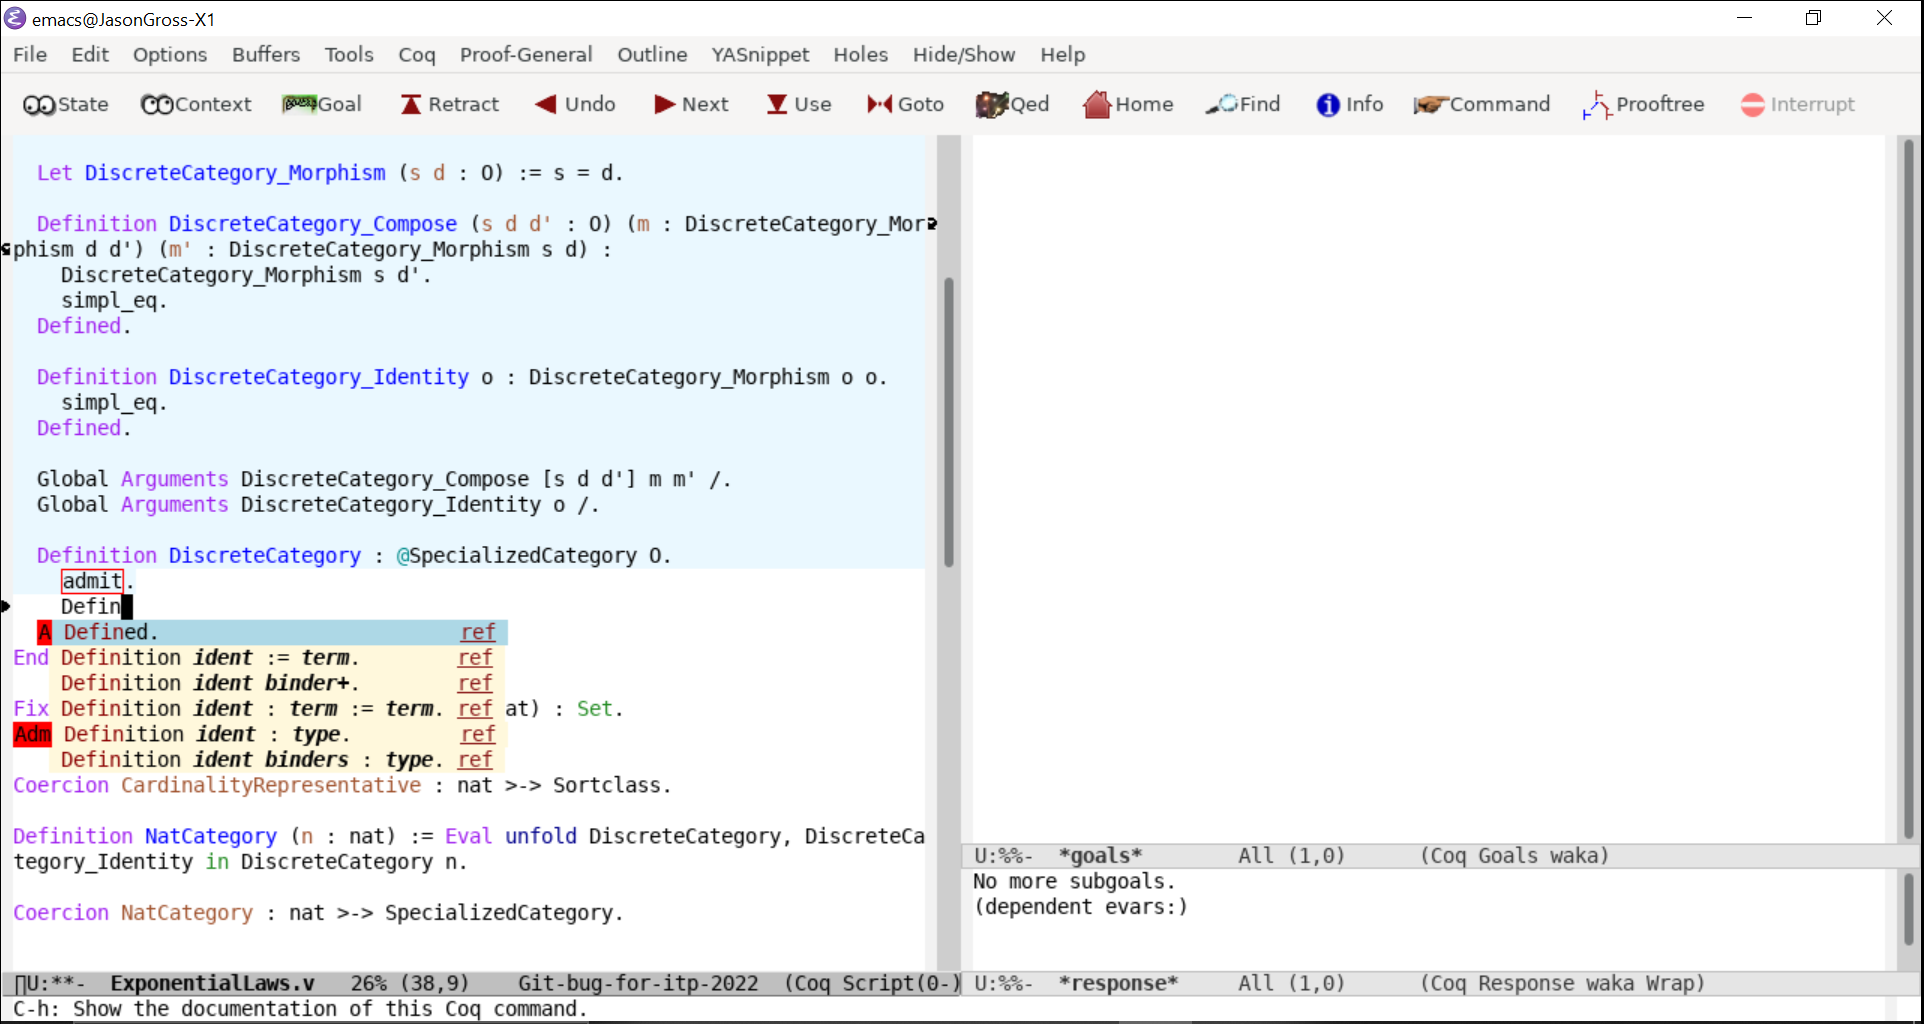 emacs@JasonGross-X1
File Edit Options Buffers Tools Coq Proof-General Outline YASnippet Holes Hide/Show Help
State Context Goal Retract Undo Next Use Goto Qed Home Find Info Command Prooftree Interrupt
Let DiscreteCategory_Morphism (s d : O) := s = d.
Definition DiscreteCategory_Compose (s d d' : O) (m : DiscreteCategory_Mor
phism d d') (m' : DiscreteCategory_Morphism s d) :
DiscreteCategory_Morphism s d'.
simpl_eq.
Defined.
Definition DiscreteCategory_Identity o : DiscreteCategory_Morphism o o.
simpl_eq.
Defined.
Global Arguments DiscreteCategory_Compose [s d d'] m m' /.
Global Arguments DiscreteCategory_Identity o /.
Definition DiscreteCategory : @SpecializedCategory O.
admit.
Defin
A Defined. ref
End Definition ident := term. ref
Definition ident binder+. ref
Fix Definition ident : term := term. ref at) : Set.
Adm Definition ident : type. ref
Definition ident binders : type. ref
Coercion CardinalityRepresentative : nat >-> Sortclass.
Definition NatCategory (n : nat) := Eval unfold DiscreteCategory, DiscreteCa
tegory_Identity in DiscreteCategory n.
Coercion NatCategory : nat >-> SpecializedCategory.
U:**- ExponentialLaws.v 26% (38,9) Git-bug-for-itp-2022 (Coq Script(0-)
C-h: Show the documentation of this Coq command.
U:%%- *goals* All (1,0) (Coq Goals waka)
No more subgoals.
(dependent evars:)
U:%%- *response* All (1,0) (Coq Response waka Wrap)